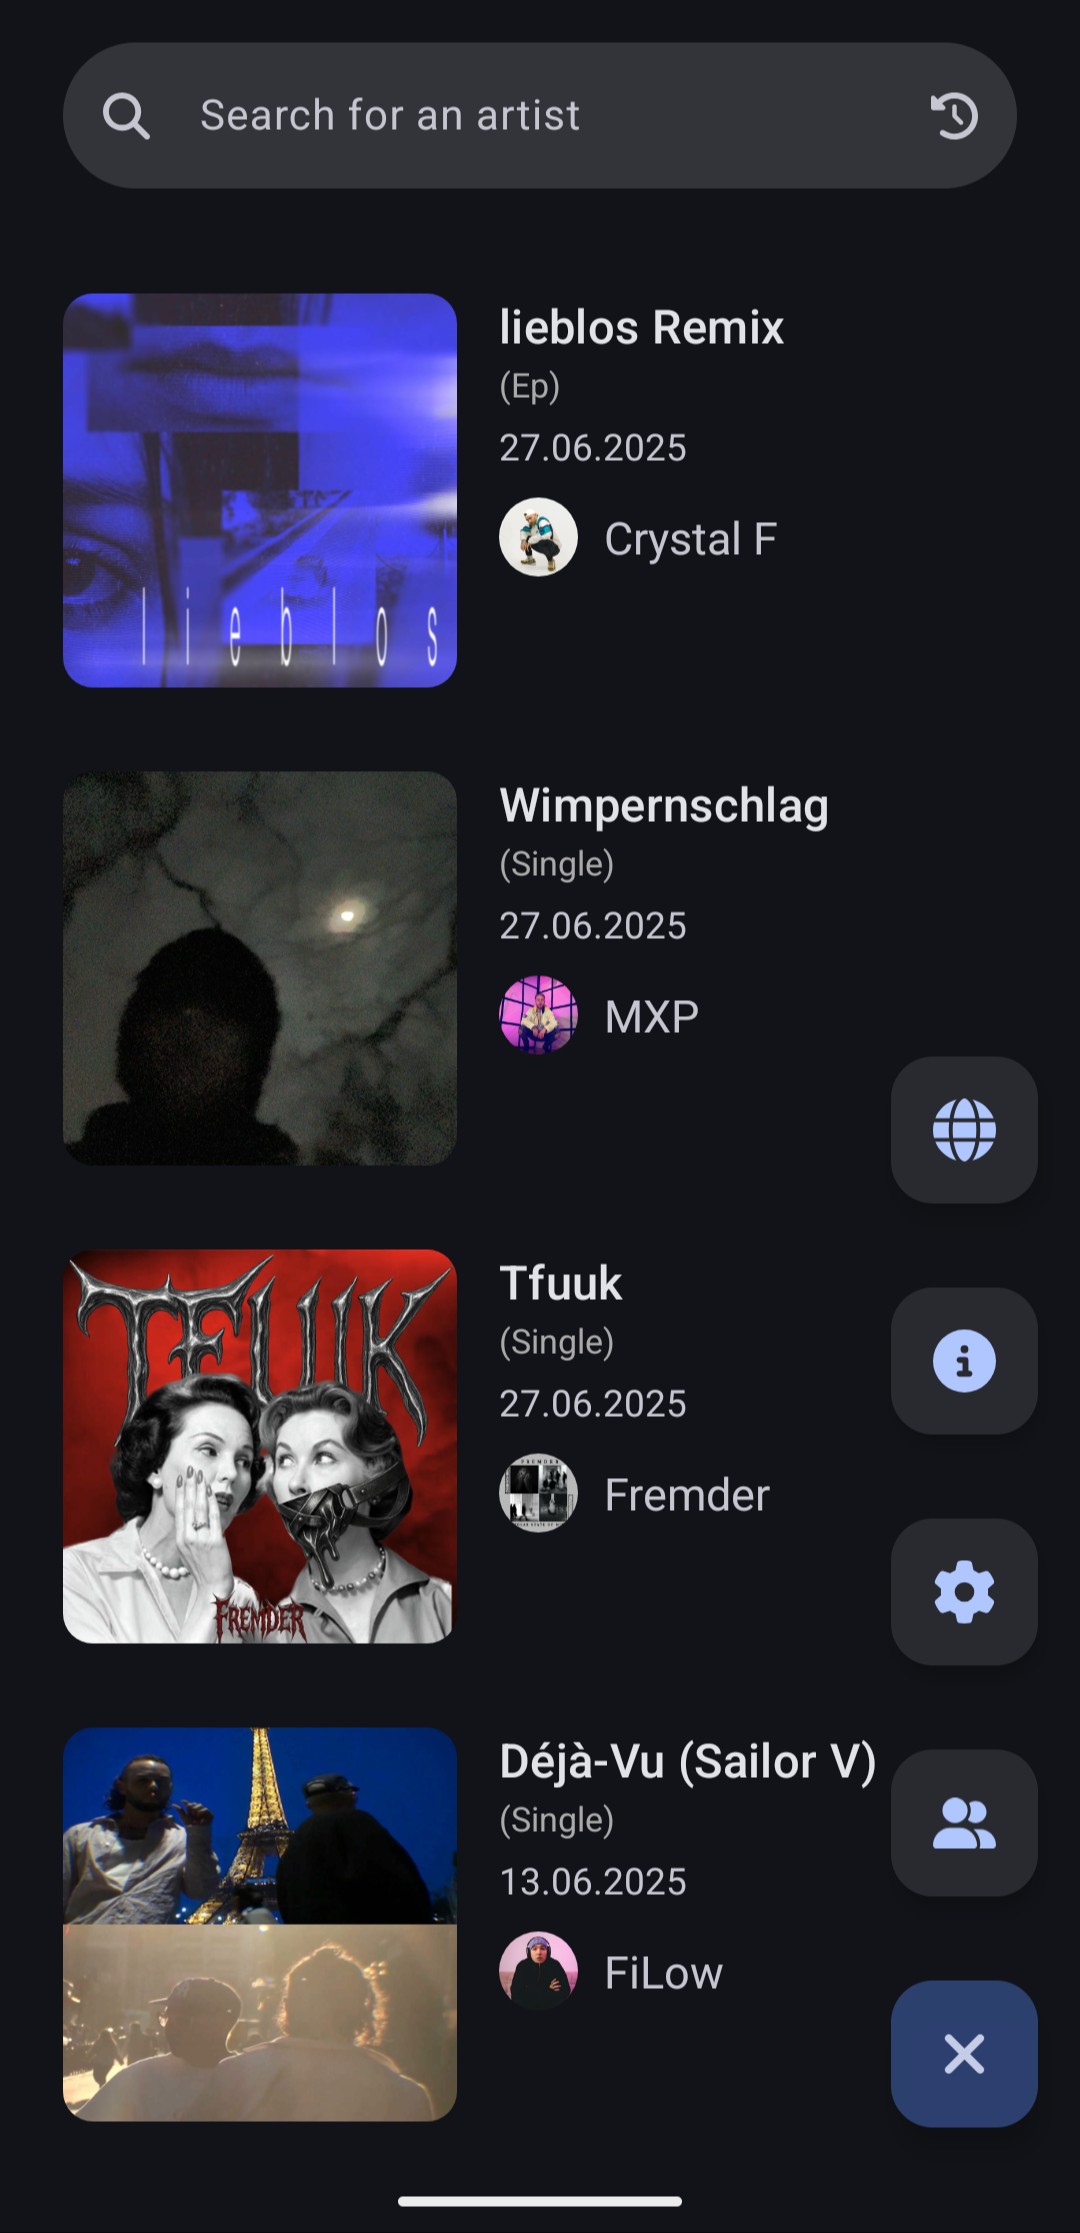 Search for an artist
lieblos
lieblos Remix
(Ep)
27.06.2025
Crystal F
Wimpernschlag
(Single)
27.06.2025
MXP
TFUUK
FREMDER
Tfuuk
(Single)
27.06.2025
FREMDER
Fremder
Déjà-Vu (Sailor V)
(Single)
13.06.2025
FiLow